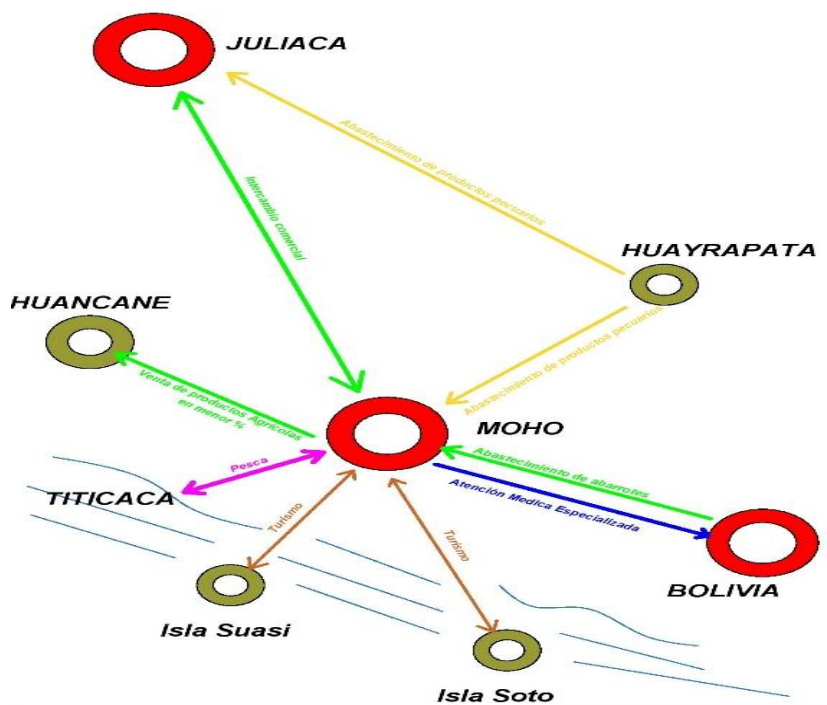 JULIACA
Abastecimiento de productos pecuarios
Intercambio comercial
HUAYRAPATA
HUANCANE
Abastecimiento de productos pecuarios
Venta de productos Agrícolas
en menor %
MOHO
Pesca
Abastecimiento de abarrotes
TITICACA
Atención Medica Especializada
Turismo
Turismo
BOLIVIA
Isla Suasi
Isla Soto